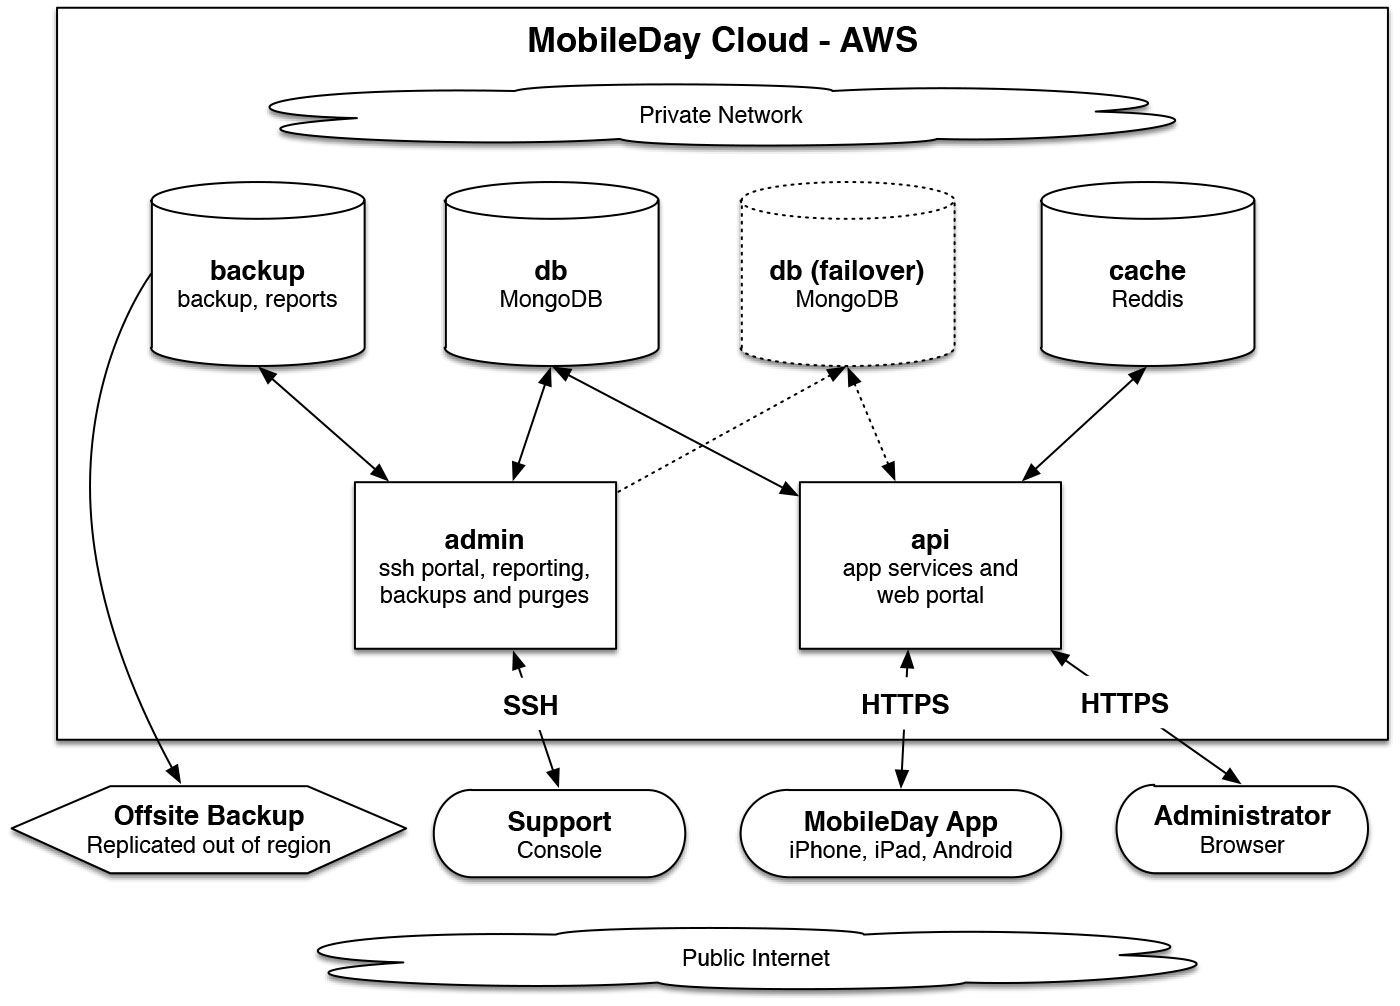 MobileDay Cloud - AWS
Private Network
backup
backup, reports
db
MongoDB
db (failover)
MongoDB
cache
Reddis
admin
ssh portal, reporting,
backups and purges
api
app services and
web portal
SSH
HTTPS
HTTPS
Offsite Backup
Replicated out of region
Support
Console
MobileDay App
iPhone, iPad, Android
Administrator
Browser
Public Internet